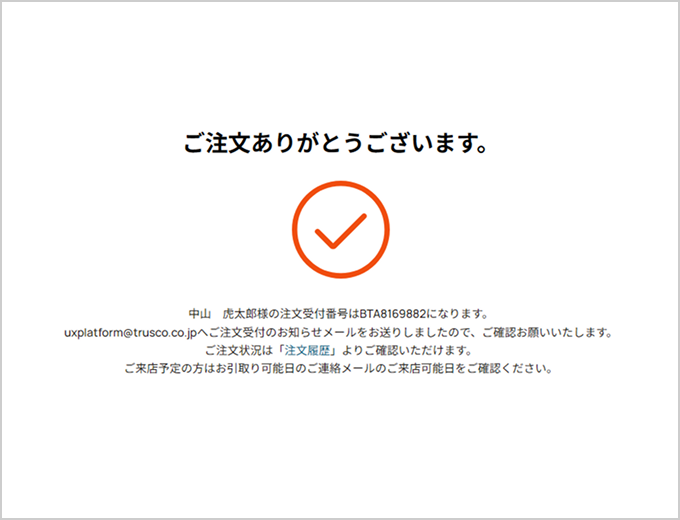 ご注文ありがとうございます。
中山　虎太郎様の注文受付番号はBTA8169882になります。
uxplatform@trusco.co.jpへご注文受付のお知らせメールをお送りしましたので、ご確認お願いいたします。
ご注文状況は「注文履歴」よりご確認いただけます。
ご来店予定の方はお引取り可能日のご連絡メールのご来店可能日をご確認ください。